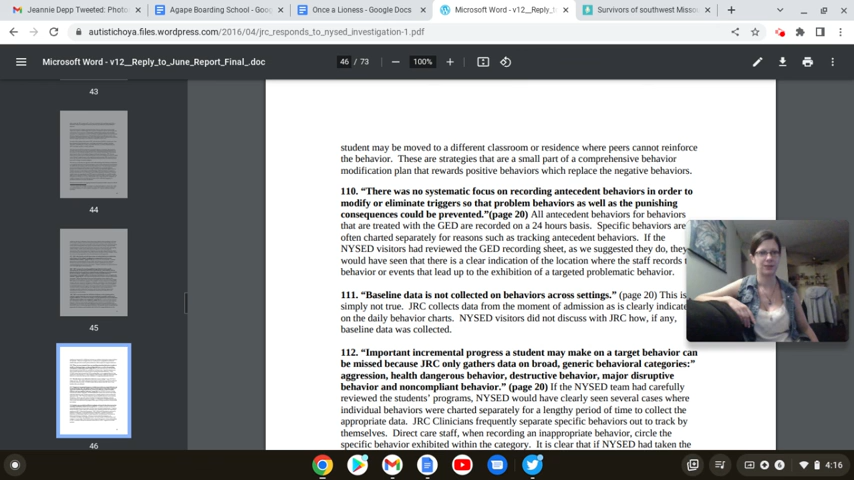 Jeannie Depp Tweeted: Photo
Agape Boarding School - Goo
Once a Lioness - Google Docs
Microsoft Word - v12__Reply_t
Survivors of southwest Misso
autistichoya.files.wordpress.com/2016/04/jrc_responds_to_nysed_investigation-1.pdf
Microsoft Word - v12__Reply_to_June_Report_Final_.doc
46 / 73
100%
43
44
45
46
student may be moved to a different classroom or residence where peers cannot reinforce
the behavior. These are strategies that are a small part of a comprehensive behavior
modification plan that rewards positive behaviors which replace the negative behaviors.
110. “There was no systematic focus on recording antecedent behaviors in order to
modify or eliminate triggers so that problem behaviors as well as the punishing
consequences could be prevented.”(page 20) All antecedent behaviors for behaviors
that are treated with the GED are recorded on a 24 hours basis. Specific behaviors are
often charted separately for reasons such as tracking antecedent behaviors. If the
NYSED visitors had reviewed the GED recording sheet, as we suggested they do, they
would have seen that there is a clear indication of the location where the staff records t
behavior or events that lead up to the exhibition of a targeted problematic behavior.
111. “Baseline data is not collected on behaviors across settings.” (page 20) This is
simply not true. JRC collects data from the moment of admission as is clearly indicate
on the daily behavior charts. NYSED visitors did not discuss with JRC how, if any,
baseline data was collected.
112. “Important incremental progress a student may make on a target behavior can
be missed because JRC only gathers data on broad, generic behavioral categories:”
aggression, health dangerous behavior, destructive behavior, major disruptive
behavior and noncompliant behavior.” (page 20) If the NYSED team had carefully
reviewed the students’ programs, NYSED would have clearly seen several cases where
individual behaviors were charted separately for a lengthy period of time to collect the
appropriate data. JRC Clinicians frequently separate specific behaviors out to track by
themselves. Direct care staff, when recording an inappropriate behavior, circle the
specific behavior exhibited within the category. It is clear that if NYSED had taken the
6
4:16